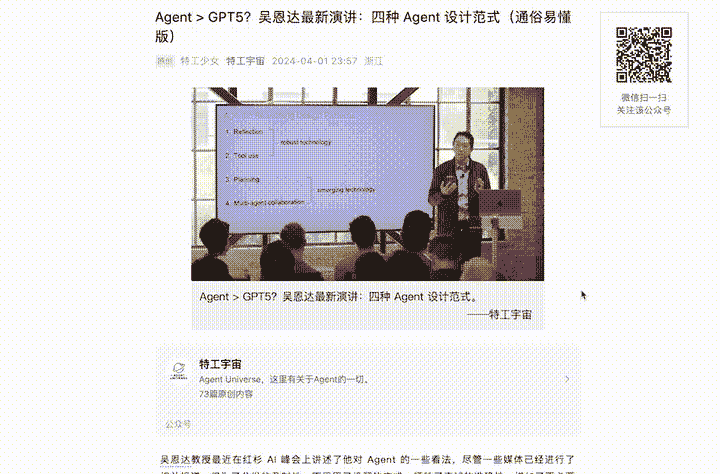 Agent > GPT5？吴恩达最新演讲：四种 Agent 设计范式（通俗易懂
版）
原创 特工少女 特工宇宙 2024-04-01 23:57 浙江
微信扫一扫
关注该公众号
1. Reflection
robust technology
2. Tool use
3. Planning
emerging technology
4. Multi-agent collaboration
Agent > GPT5？吴恩达最新演讲：四种 Agent 设计范式。
——特工宇宙
特工宇宙
Agent Universe，这里有关于Agent的一切。
73篇原创内容
公众号
吴恩达教授最近在红杉 AI 峰会上讲述了他对 Agent 的一些看法，尽管一些媒体已经进行了